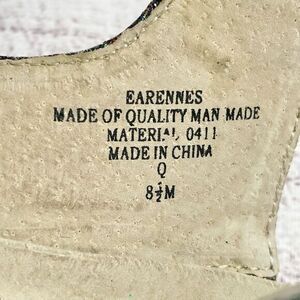 EARENNES
MADE OF QUALITY MAN MADE
MATERIAL 0411
MADE IN CHINA
Q
8½M